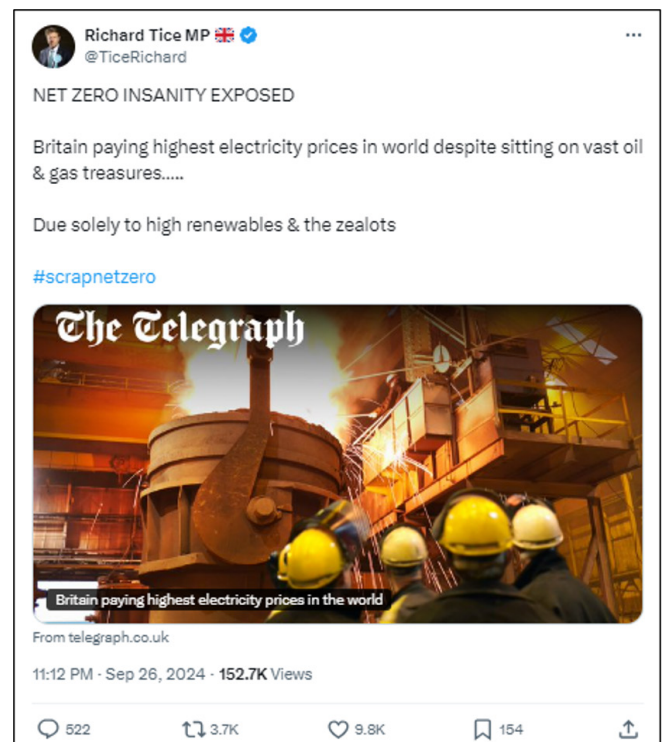 Richard Tice MP 🇬🇧
@TiceRichard
NET ZERO INSANITY EXPOSED
Britain paying highest electricity prices in world despite sitting on vast oil
& gas treasures.....
Due solely to high renewables & the zealots
#scrapnetzero
The Telegraph
Britain paying highest electricity prices in the world
From telegraph.co.uk
11:12 PM · Sep 26, 2024 · 152.7K Views
522 3.7K 9.8K 154